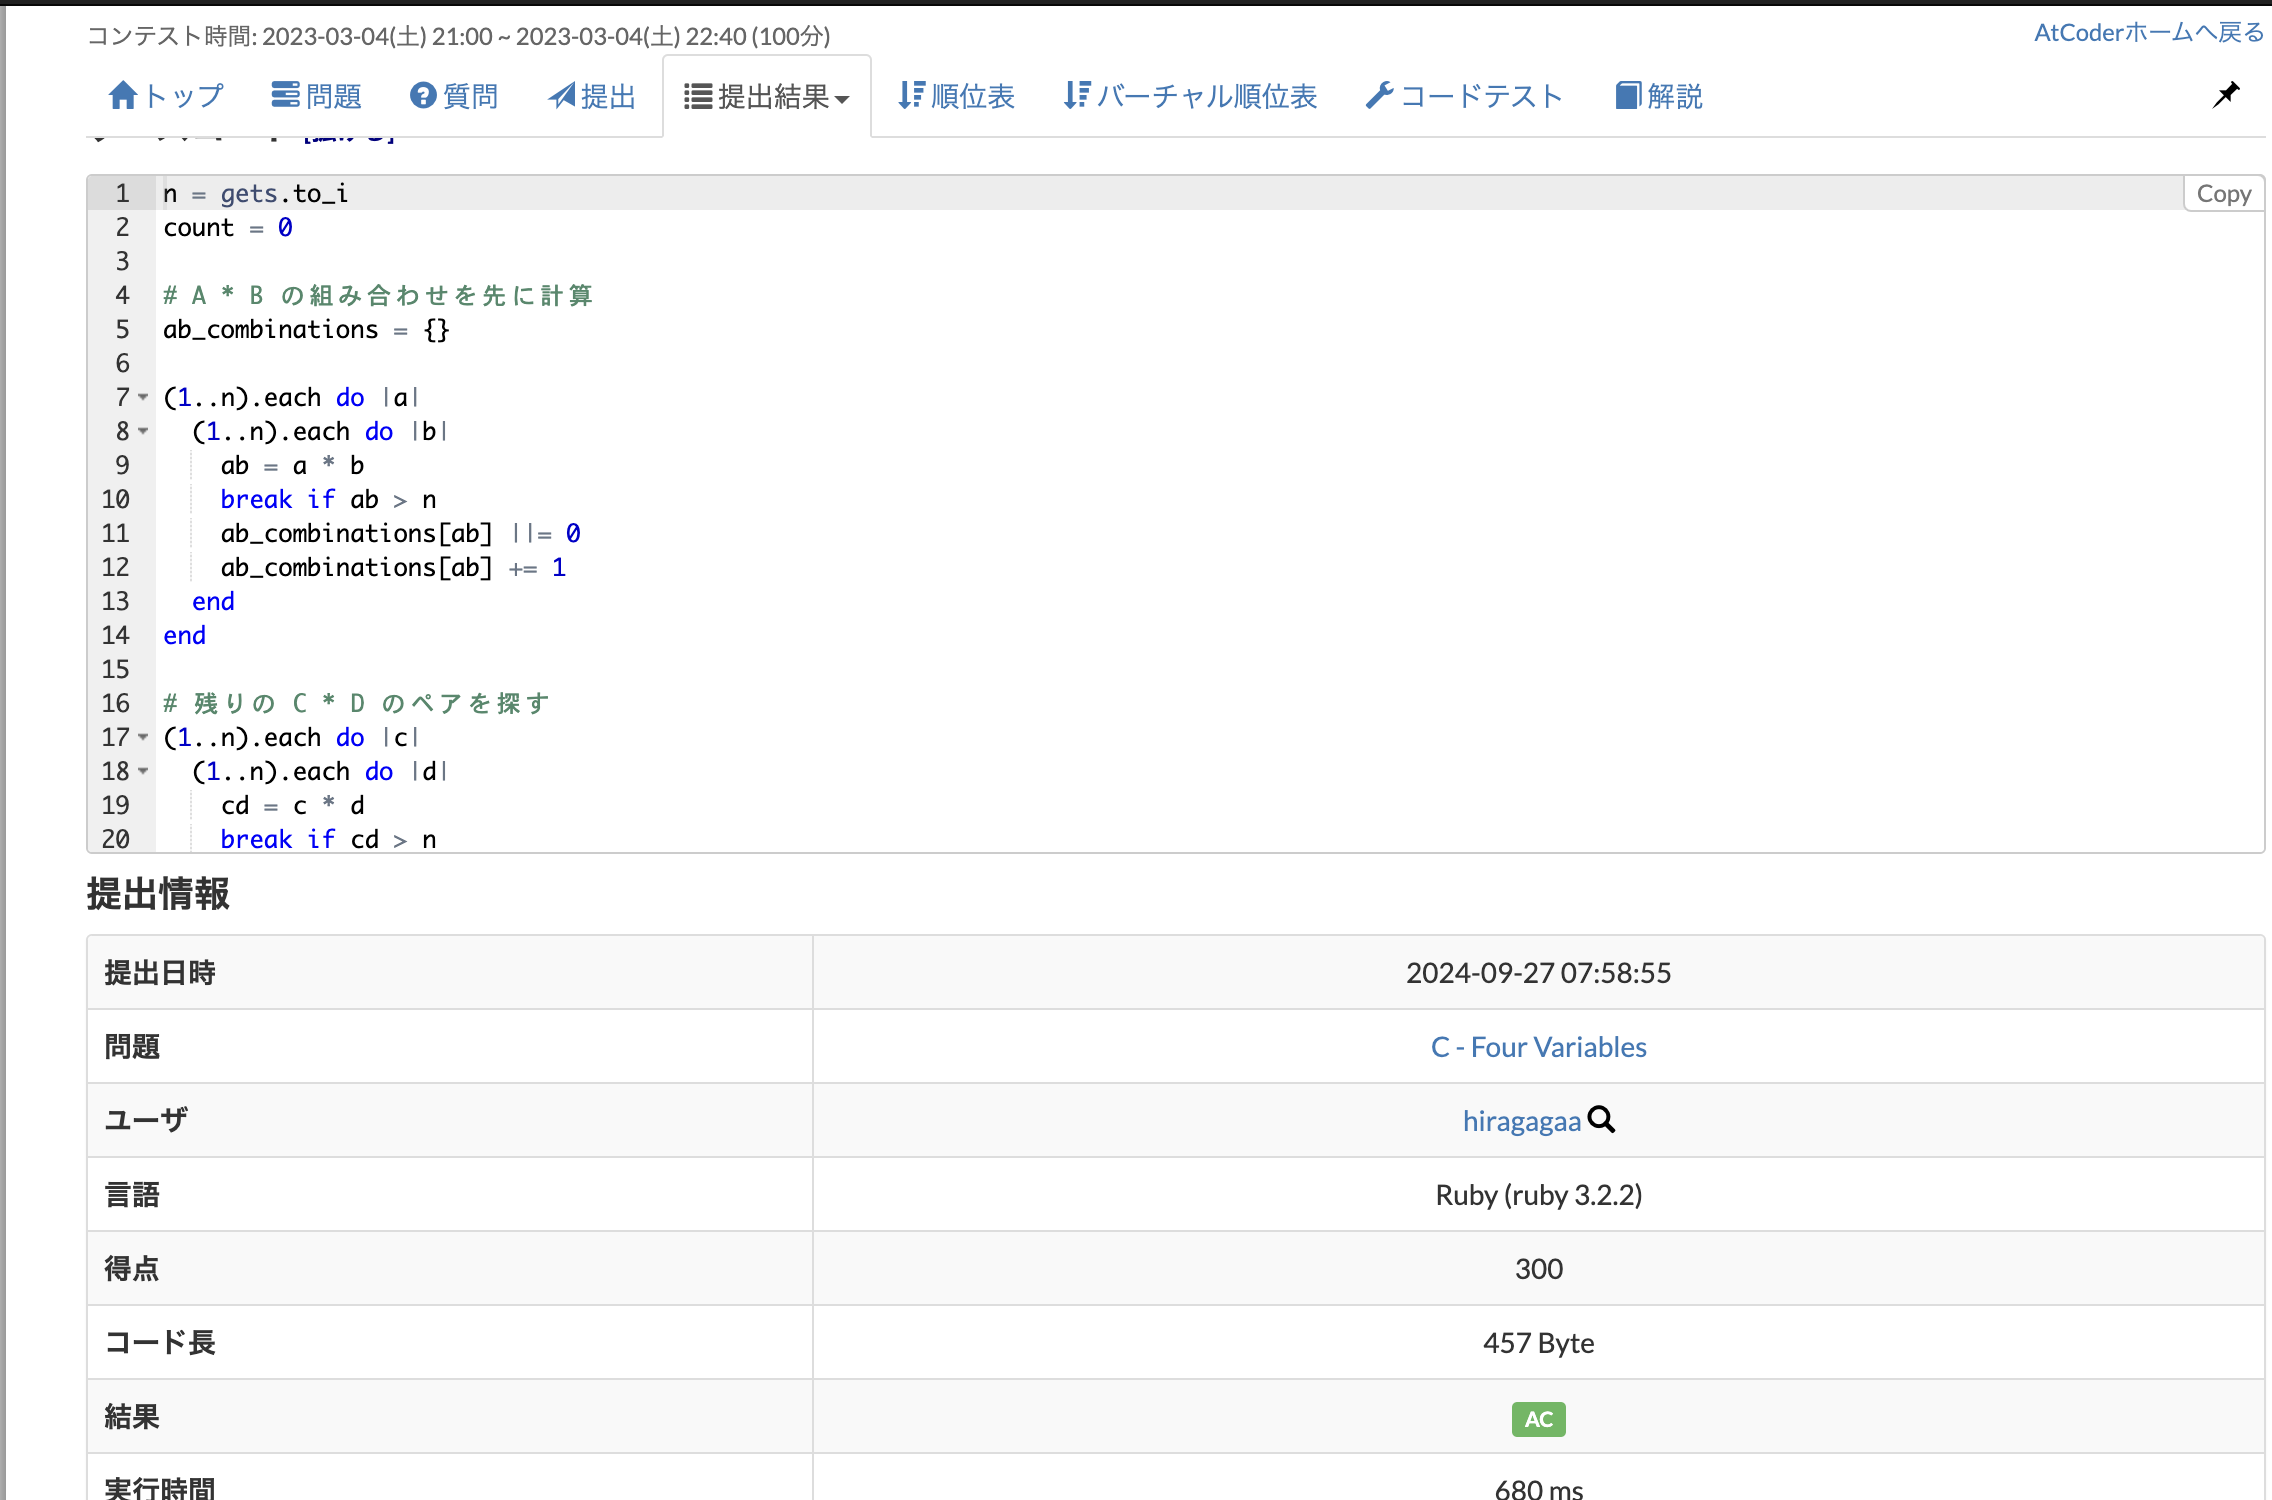 コンテスト時間: 2023-03-04(土) 21:00 ~ 2023-03-04(土) 22:40 (100分)
AtCoderホームへ戻る
トップ 問題 質問 提出 提出結果 順位表 バーチャル順位表 コードテスト 解説
Copy
1 n = gets.to_i
2 count = 0
3
4 # A * B の組み合わせを先に計算
5 ab_combinations = {}
6
7 (1..n).each do |a|
8 (1..n).each do |b|
9 ab = a * b
10 break if ab > n
11 ab_combinations[ab] ||= 0
12 ab_combinations[ab] += 1
13 end
14 end
15
16 # 残りの C * D のペアを探す
17 (1..n).each do |c|
18 (1..n).each do |d|
19 cd = c * d
20 break if cd > n
提出情報
提出日時 2024-09-27 07:58:55
問題 C - Four Variables
ユーザ hiragagaa
言語 Ruby (ruby 3.2.2)
得点 300
コード長 457 Byte
結果 AC
実行時間 680 ms